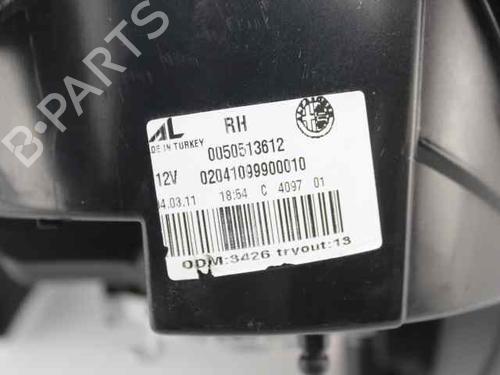 B-PARTS
AL RH
DE IN TURKEY
0050513612
12V 02041099900010
04.03.11 18:54 C 4097 01
ODM:3426 tryout:13